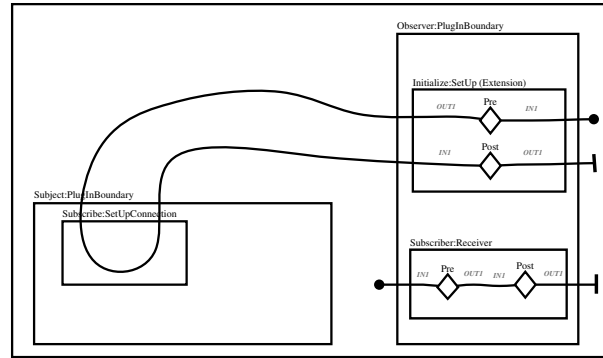 Observer:PlugInBoundary
Initialize:SetUp (Extension)
OUT1 Pre IN1
IN1 Post OUT1
Subject:PlugInBoundary
Subscribe:SetUpConnection
Subscriber:Receiver
IN1 Pre OUT1 IN1 Post OUT1